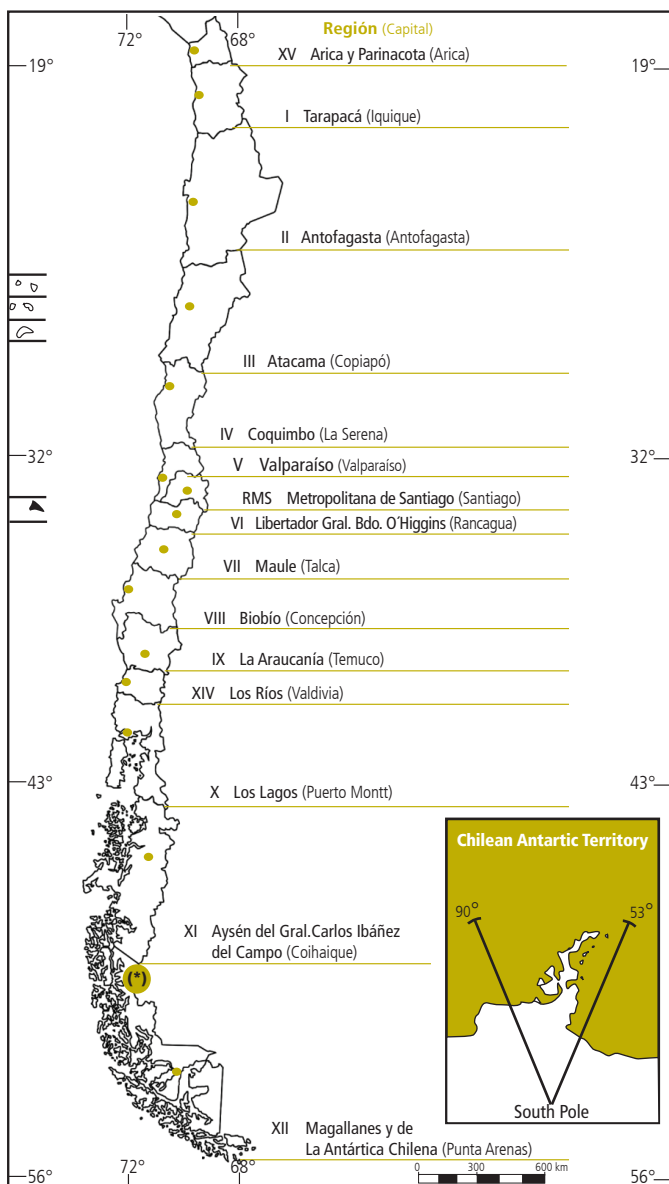 Región (Capital)
72° 68°
XV Arica y Parinacota (Arica)
19° 19°
I Tarapacá (Iquique)
II Antofagasta (Antofagasta)
III Atacama (Copiapó)
IV Coquimbo (La Serena)
32° 32°
V Valparaíso (Valparaíso)
RMS Metropolitana de Santiago (Santiago)
VI Libertador Gral. Bdo. O´Higgins (Rancagua)
VII Maule (Talca)
VIII Biobío (Concepción)
IX La Araucanía (Temuco)
XIV Los Ríos (Valdivia)
43° 43°
X Los Lagos (Puerto Montt)
Chilean Antartic Territory
90° 53°
XI Aysén del Gral.Carlos Ibáñez
del Campo (Coihaique)
(*)
South Pole
XII Magallanes y de
La Antártica Chilena (Punta Arenas)
72° 68°
0 300 600 km
56° 56°